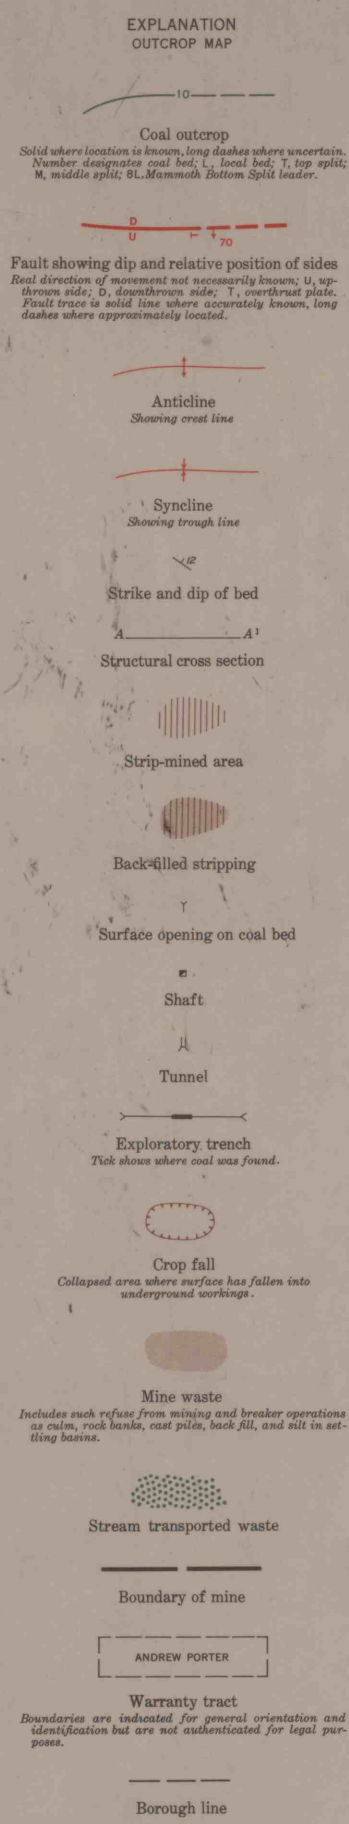 EXPLANATION
OUTCROP MAP
10
Coal outcrop
Solid where location is known, long dashes where uncertain.
Number designates coal bed; L, local bed; T, top split;
M, middle split; BL. Mammoth Bottom Split leader.
D
U
70
Fault showing dip and relative position of sides
Real direction of movement not necessarily known; U, up-
thrown side; D, downthrown side; T, overthrust plate.
Fault trace is solid line where accurately known, long
dashes where approximately located.
Anticline
Showing crest line
Syncline
Showing trough line
12
Strike and dip of bed
A A¹
Structural cross section
Strip-mined area
Back-filled stripping
Surface opening on coal bed
Shaft
Tunnel
Exploratory trench
Tick shows where coal was found.
Crop fall
Collapsed area where surface has fallen into
underground workings.
Mine waste
Includes such refuse from mining and breaker operations
as culm, rock banks, cast piles, back fill, and silt in set-
tling basins.
Stream transported waste
Boundary of mine
ANDREW PORTER
Warranty tract
Boundaries are indicated for general orientation and
identification but are not authenticated for legal pur-
poses.
Borough line